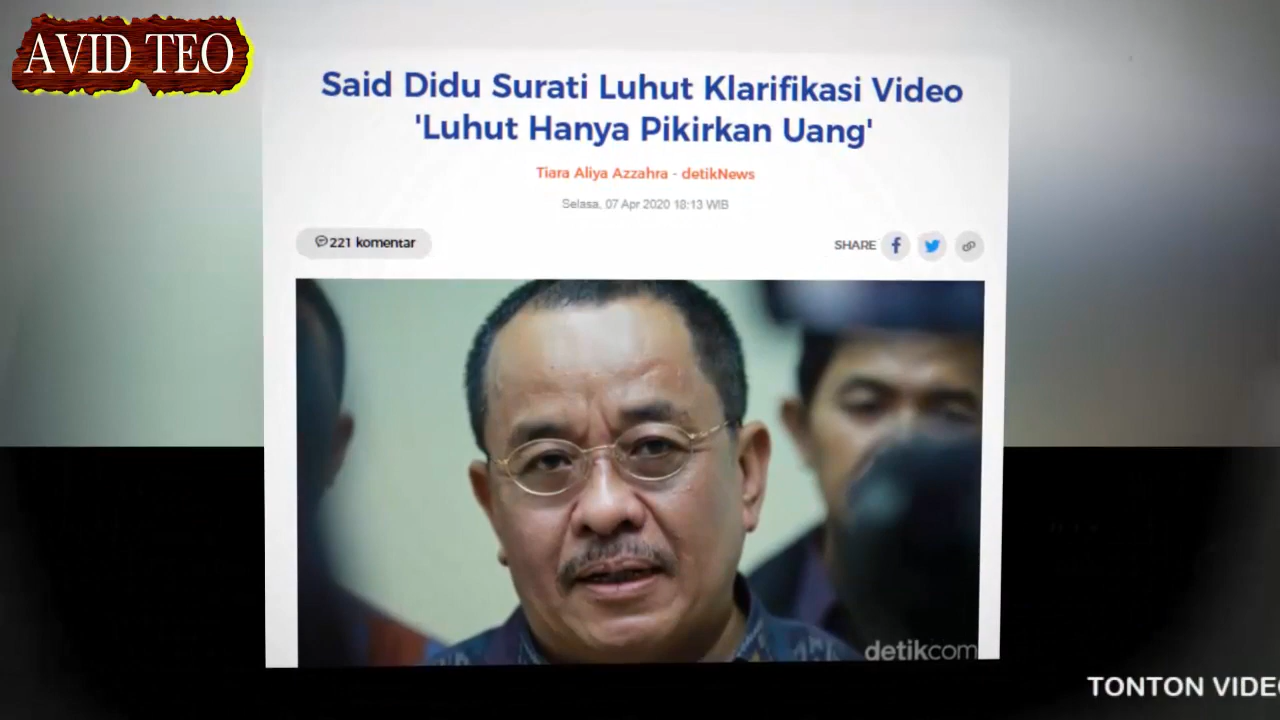 AVID TEO
Said Didu Surati Luhut Klarifikasi Video
'Luhut Hanya Pikirkan Uang'
Tiara Aliya Azzahra - detikNews
Selasa, 07 Apr 2020 18:13 WIB
221 komentar
SHARE
detikcom
TONTON VIDEO